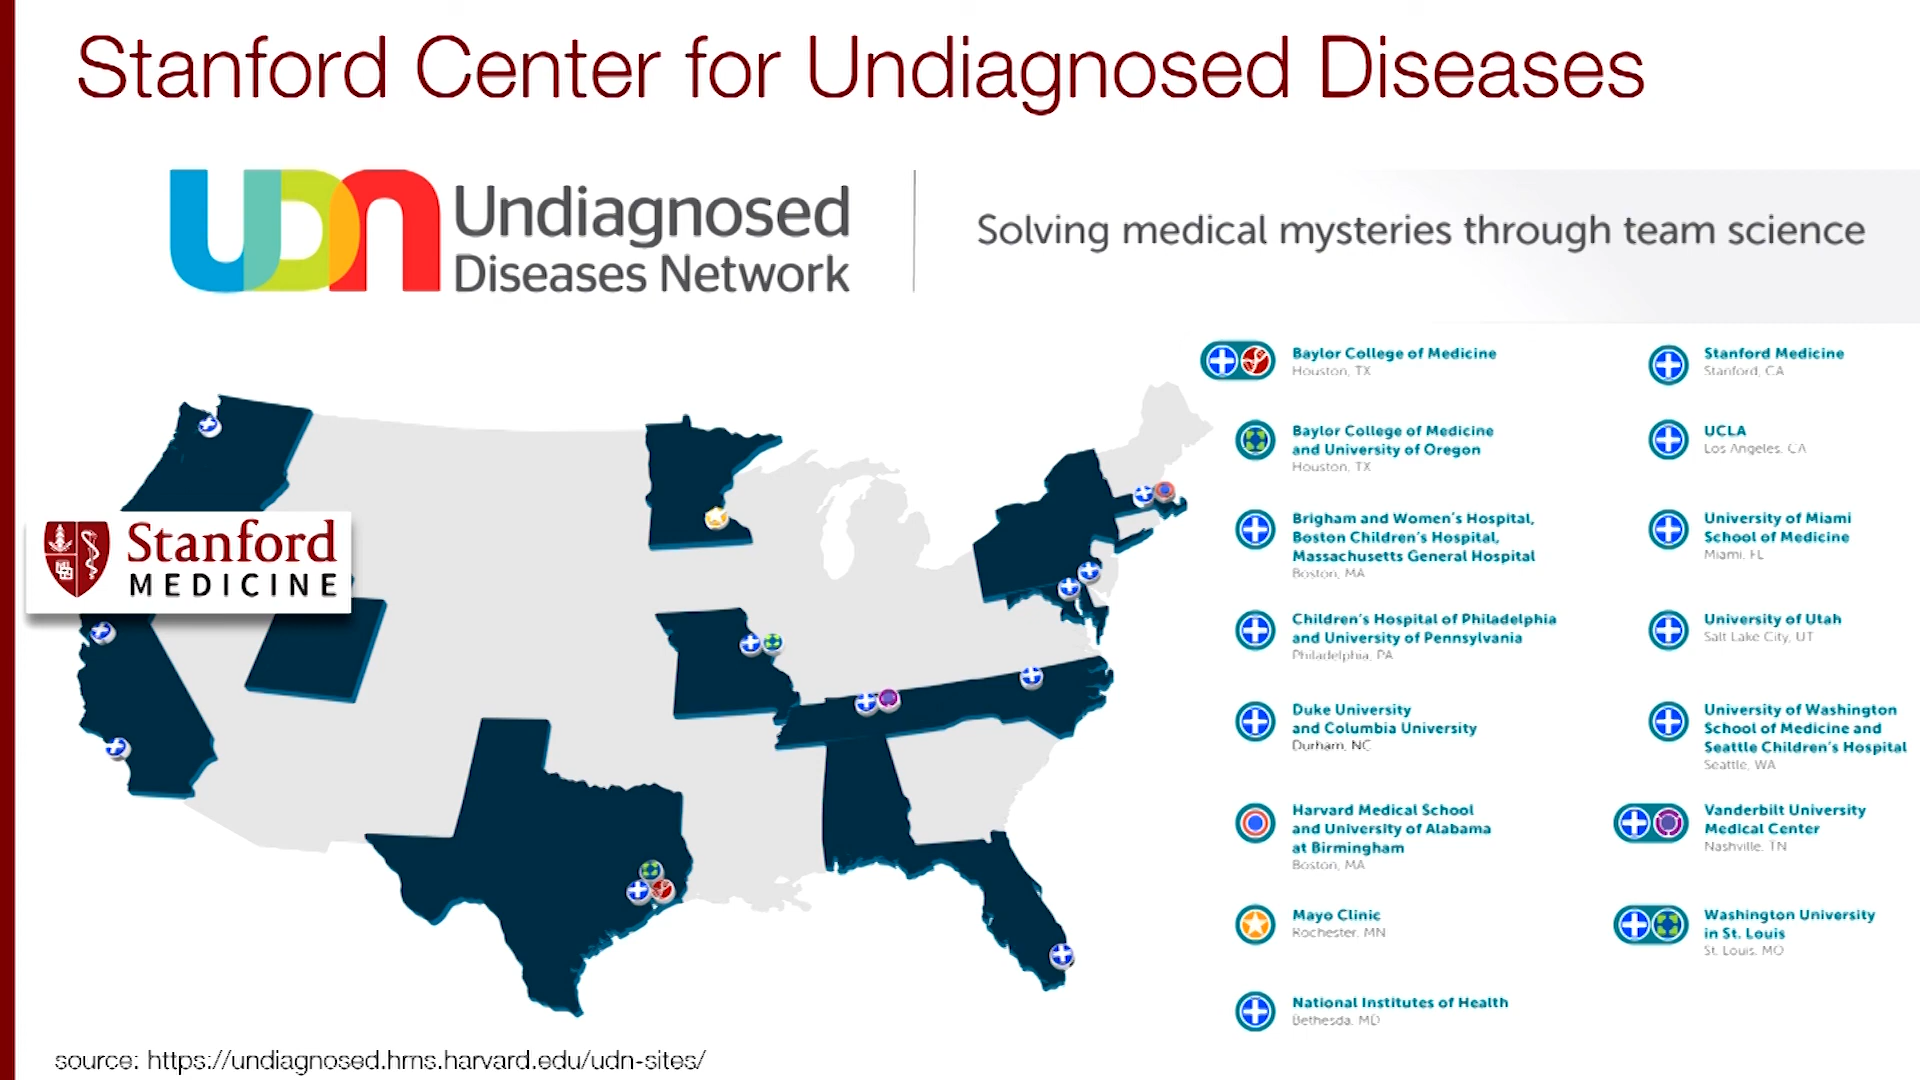 Stanford Center for Undiagnosed Diseases
UDN
Undiagnosed
Diseases Network
Solving medical mysteries through team science
Stanford
MEDICINE
Baylor College of Medicine
Houston, TX
Baylor College of Medicine
and University of Oregon
Houston, TX
Brigham and Women's Hospital,
Boston Children's Hospital,
Massachusetts General Hospital
Boston, MA
Children's Hospital of Philadelphia
and University of Pennsylvania
Philadelphia, PA
Duke University
and Columbia University
Durham, NC
Harvard Medical School
and University of Alabama
at Birmingham
Boston, MA
Mayo Clinic
Rochester, MN
National Institutes of Health
Bethesda, MD
Stanford Medicine
Stanford, CA
UCLA
Los Angeles, CA
University of Miami
School of Medicine
Miami, FL
University of Utah
Salt Lake City, UT
University of Washington
School of Medicine and
Seattle Children's Hospital
Seattle, WA
Vanderbilt University
Medical Center
Nashville, TN
Washington University
in St. Louis
St. Louis, MO
source: https://undiagnosed.hms.harvard.edu/udn-sites/